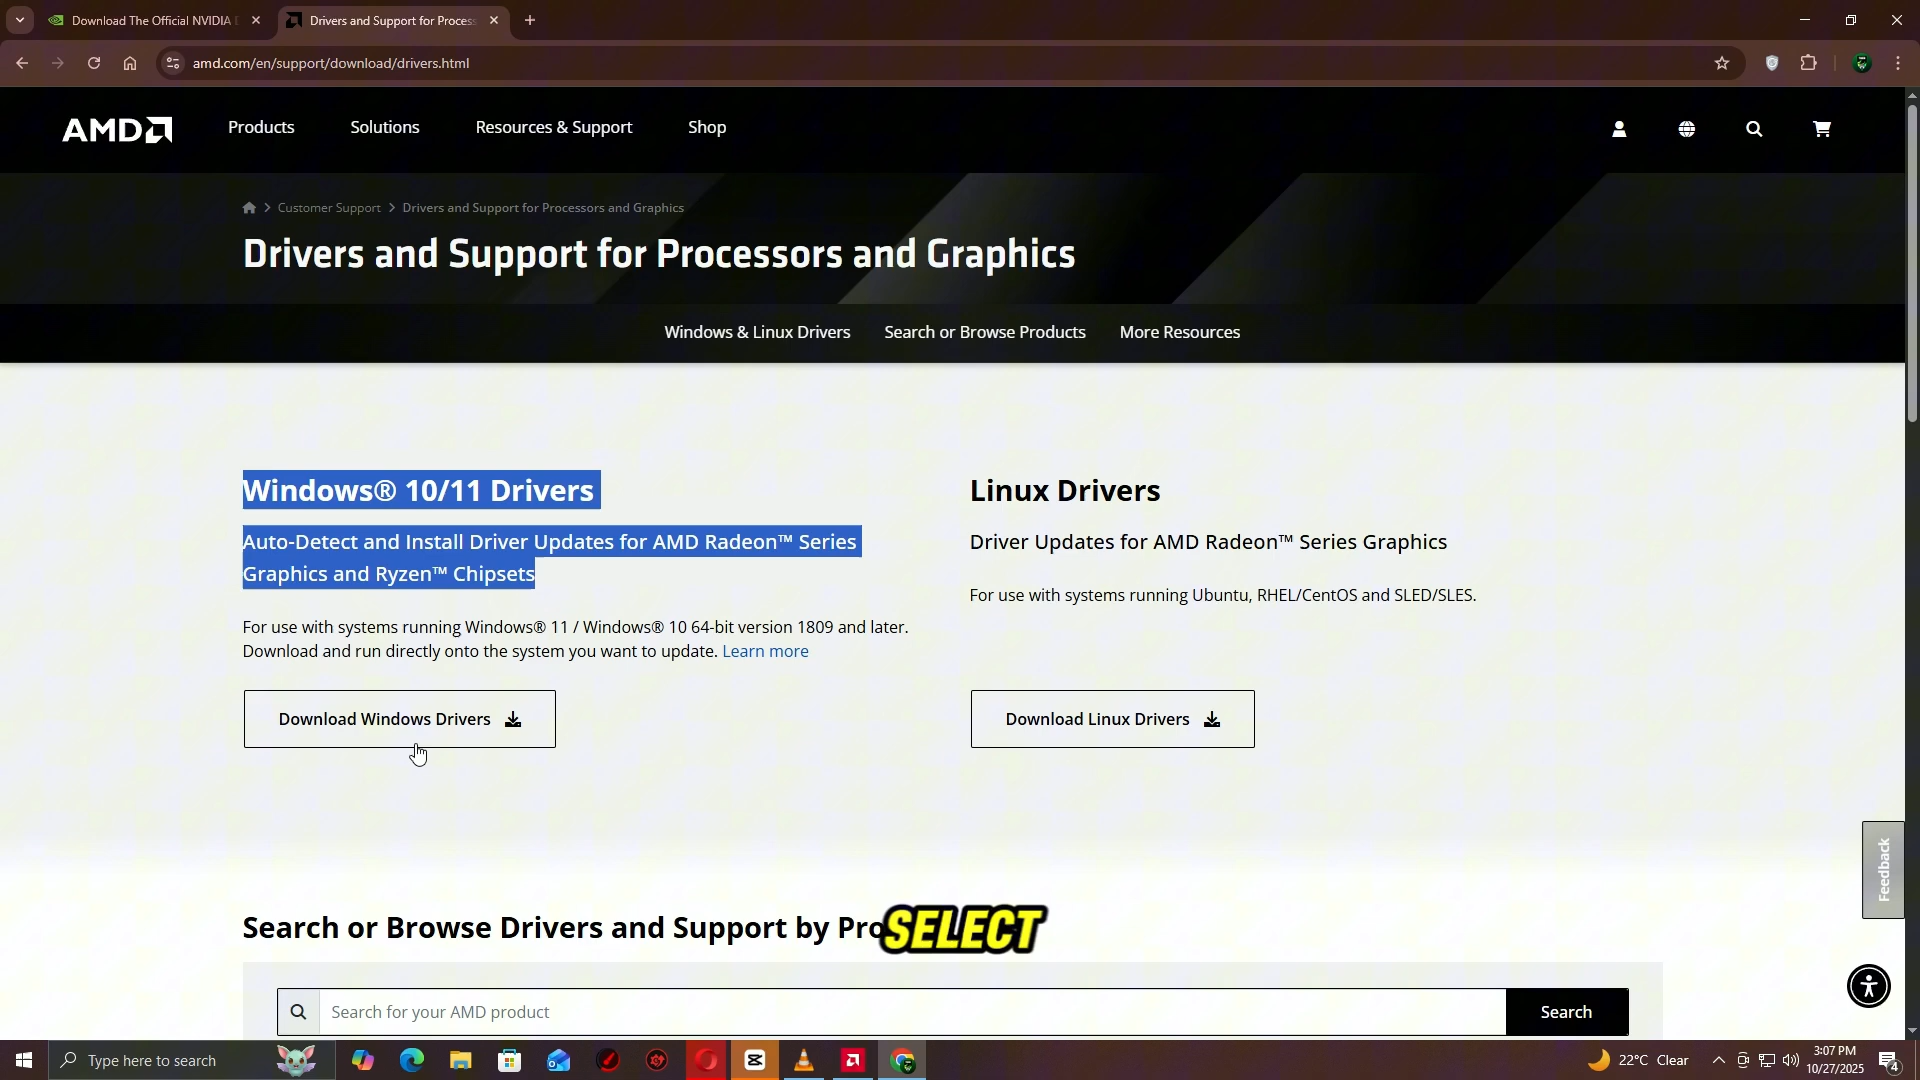 Download The Official NVIDIA
Drivers and Support for Process
amd.com/en/support/download/drivers.html
AMD
Products
Solutions
Resources & Support
Shop
Customer Support
Drivers and Support for Processors and Graphics
Drivers and Support for Processors and Graphics
Windows & Linux Drivers
Search or Browse Products
More Resources
Windows® 10/11 Drivers
Auto-Detect and Install Driver Updates for AMD Radeon™ Series
Graphics and Ryzen™ Chipsets
For use with systems running Windows® 11 / Windows® 10 64-bit version 1809 and later.
Download and run directly onto the system you want to update. Learn more
Download Windows Drivers
Linux Drivers
Driver Updates for AMD Radeon™ Series Graphics
For use with systems running Ubuntu, RHEL/CentOS and SLED/SLES.
Download Linux Drivers
Feedback
Search or Browse Drivers and Support by Pro
SELECT
Search for your AMD product
Search
Type here to search
22°C Clear
3:07 PM
10/27/2025
4